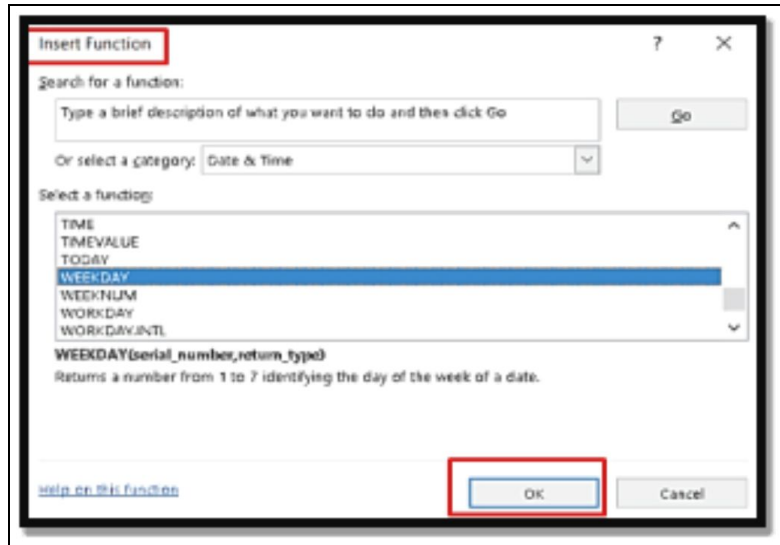 Insert Function ? ×
Search for a function:
Type a brief description of what you want to do and then click Go
Go
Or select a category: Date & Time
Select a function:
TIME
TIMEVALUE
TODAY
WEEKDAY
WEEKNUM
WORKDAY
WORKDAY.INTL
WEEKDAY(serial_number,return_type)
Returns a number from 1 to 7 identifying the day of the week of a date.
Help on this function
OK
Cancel